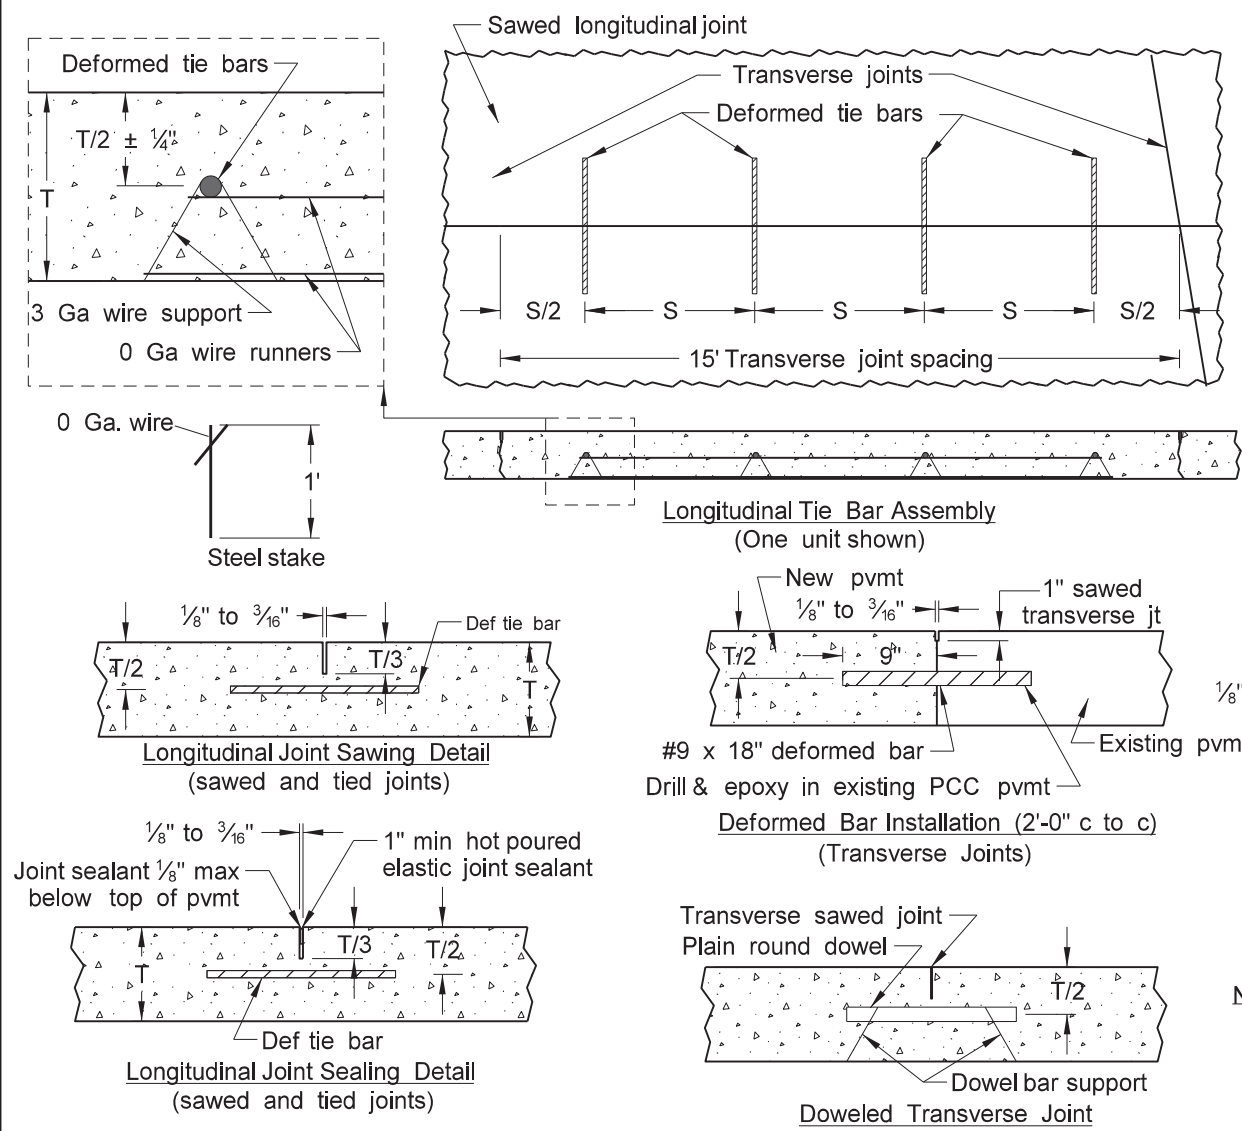 Sawed longitudinal joint
Deformed tie bars
T/2 ± ¼"
T
3 Ga wire support
0 Ga wire runners
Transverse joints
Deformed tie bars
S/2
S
S
S
S/2
15' Transverse joint spacing
0 Ga. wire
1'
Steel stake
Longitudinal Tie Bar Assembly
(One unit shown)
⅛" to 3⁄16"
Def tie bar
T/2
T/3
T
Longitudinal Joint Sawing Detail
(sawed and tied joints)
New pvmt
⅛" to 3⁄16"
1" sawed
transverse jt
T/2
9"
⅛"
#9 x 18" deformed bar
Existing pvm
Drill & epoxy in existing PCC pvmt
Deformed Bar Installation (2'-0" c to c)
(Transverse Joints)
⅛" to 3⁄16"
1" min hot poured
elastic joint sealant
Joint sealant ⅛" max
below top of pvmt
T
T/3
T/2
Def tie bar
Longitudinal Joint Sealing Detail
(sawed and tied joints)
Transverse sawed joint
Plain round dowel
T/2
N
Dowel bar support
Doweled Transverse Joint